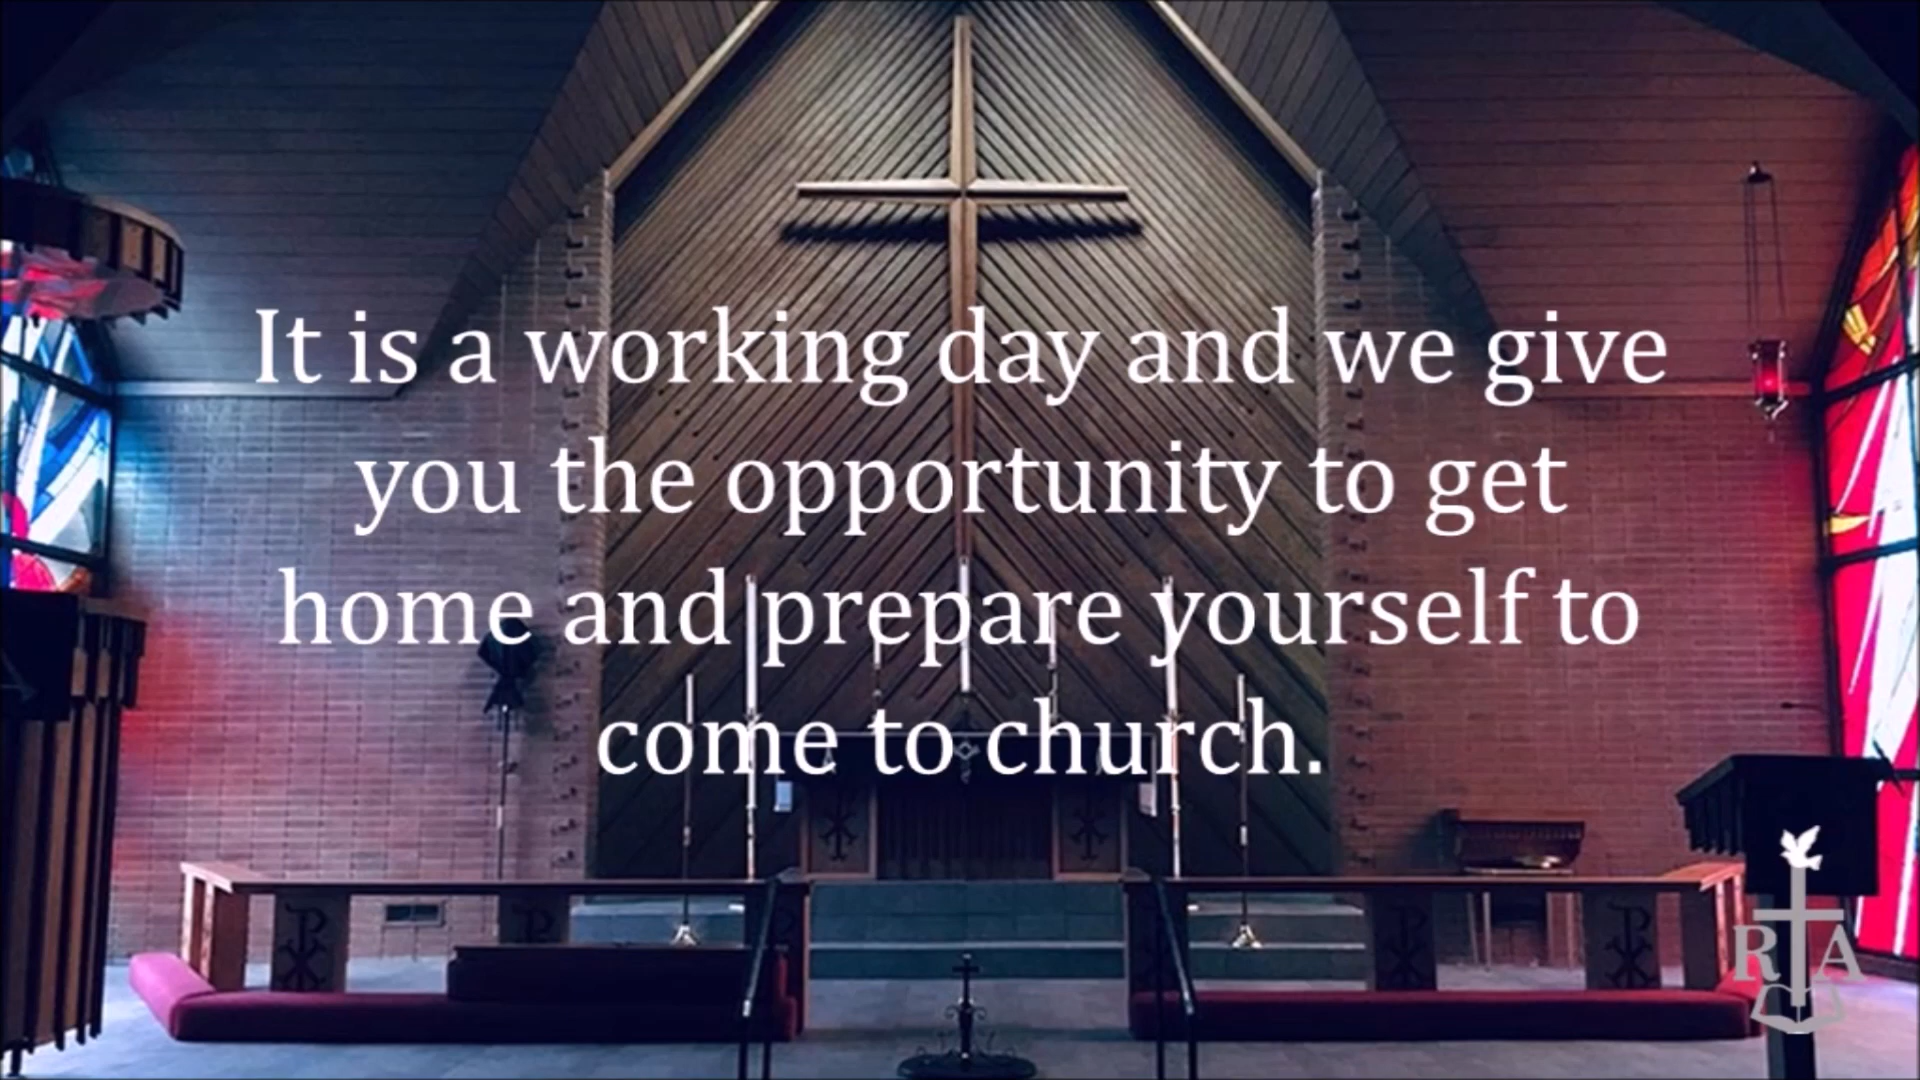 It is a working day and we give
you the opportunity to get
home and prepare yourself to
come to church.
R A